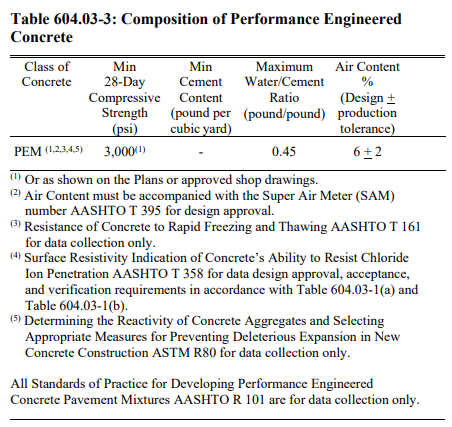 Table 604.03-3: Composition of Performance Engineered
Concrete
Class of Concrete | Min 28-Day Compressive Strength (psi) | Min Cement Content (pound per cubic yard) | Maximum Water/Cement Ratio (pound/pound) | Air Content % (Design ± production tolerance)
PEM (1,2,3,4,5) | 3,000(1) | - | 0.45 | 6 ± 2
(1) Or as shown on the Plans or approved shop drawings.
(2) Air Content must be accompanied with the Super Air Meter (SAM)
number AASHTO T 395 for design approval.
(3) Resistance of Concrete to Rapid Freezing and Thawing AASHTO T 161
for data collection only.
(4) Surface Resistivity Indication of Concrete's Ability to Resist Chloride
Ion Penetration AASHTO T 358 for data design approval, acceptance,
and verification requirements in accordance with Table 604.03-1(a) and
Table 604.03-1(b).
(5) Determining the Reactivity of Concrete Aggregates and Selecting
Appropriate Measures for Preventing Deleterious Expansion in New
Concrete Construction ASTM R80 for data collection only.
All Standards of Practice for Developing Performance Engineered
Concrete Pavement Mixtures AASHTO R 101 are for data collection only.